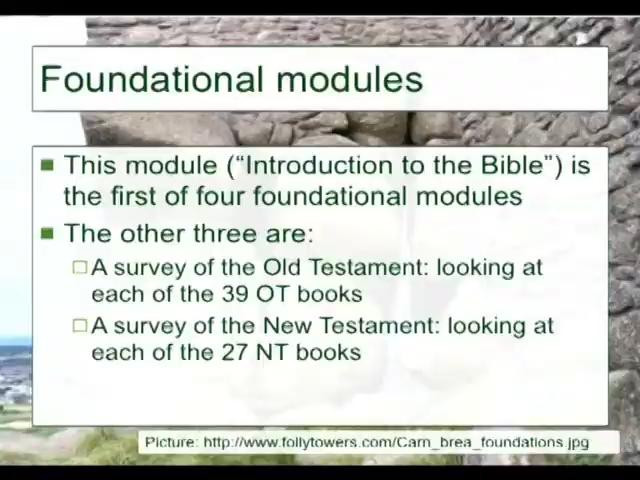 Foundational modules
This module (“Introduction to the Bible”) is
the first of four foundational modules
The other three are:
A survey of the Old Testament: looking at
each of the 39 OT books
A survey of the New Testament: looking at
each of the 27 NT books
Picture: http://www.follytowers.com/Carn_brea_foundations.jpg